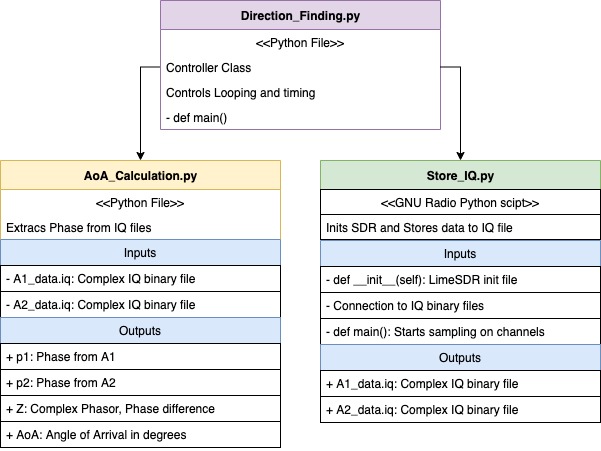 Direction_Finding.py
<<Python File>>
Controller Class
Controls Looping and timing
- def main()
AoA_Calculation.py
<<Python File>>
Extracs Phase from IQ files
Inputs
- A1_data.iq: Complex IQ binary file
- A2_data.iq: Complex IQ binary file
Outputs
+ p1: Phase from A1
+ p2: Phase from A2
+ Z: Complex Phasor, Phase difference
+ AoA: Angle of Arrival in degrees
Store_IQ.py
<<GNU Radio Python scipt>>
Inits SDR and Stores data to IQ file
Inputs
- def __init__(self): LimeSDR init file
- Connection to IQ binary files
- def main(): Starts sampling on channels
Outputs
+ A1_data.iq: Complex IQ binary file
+ A2_data.iq: Complex IQ binary file